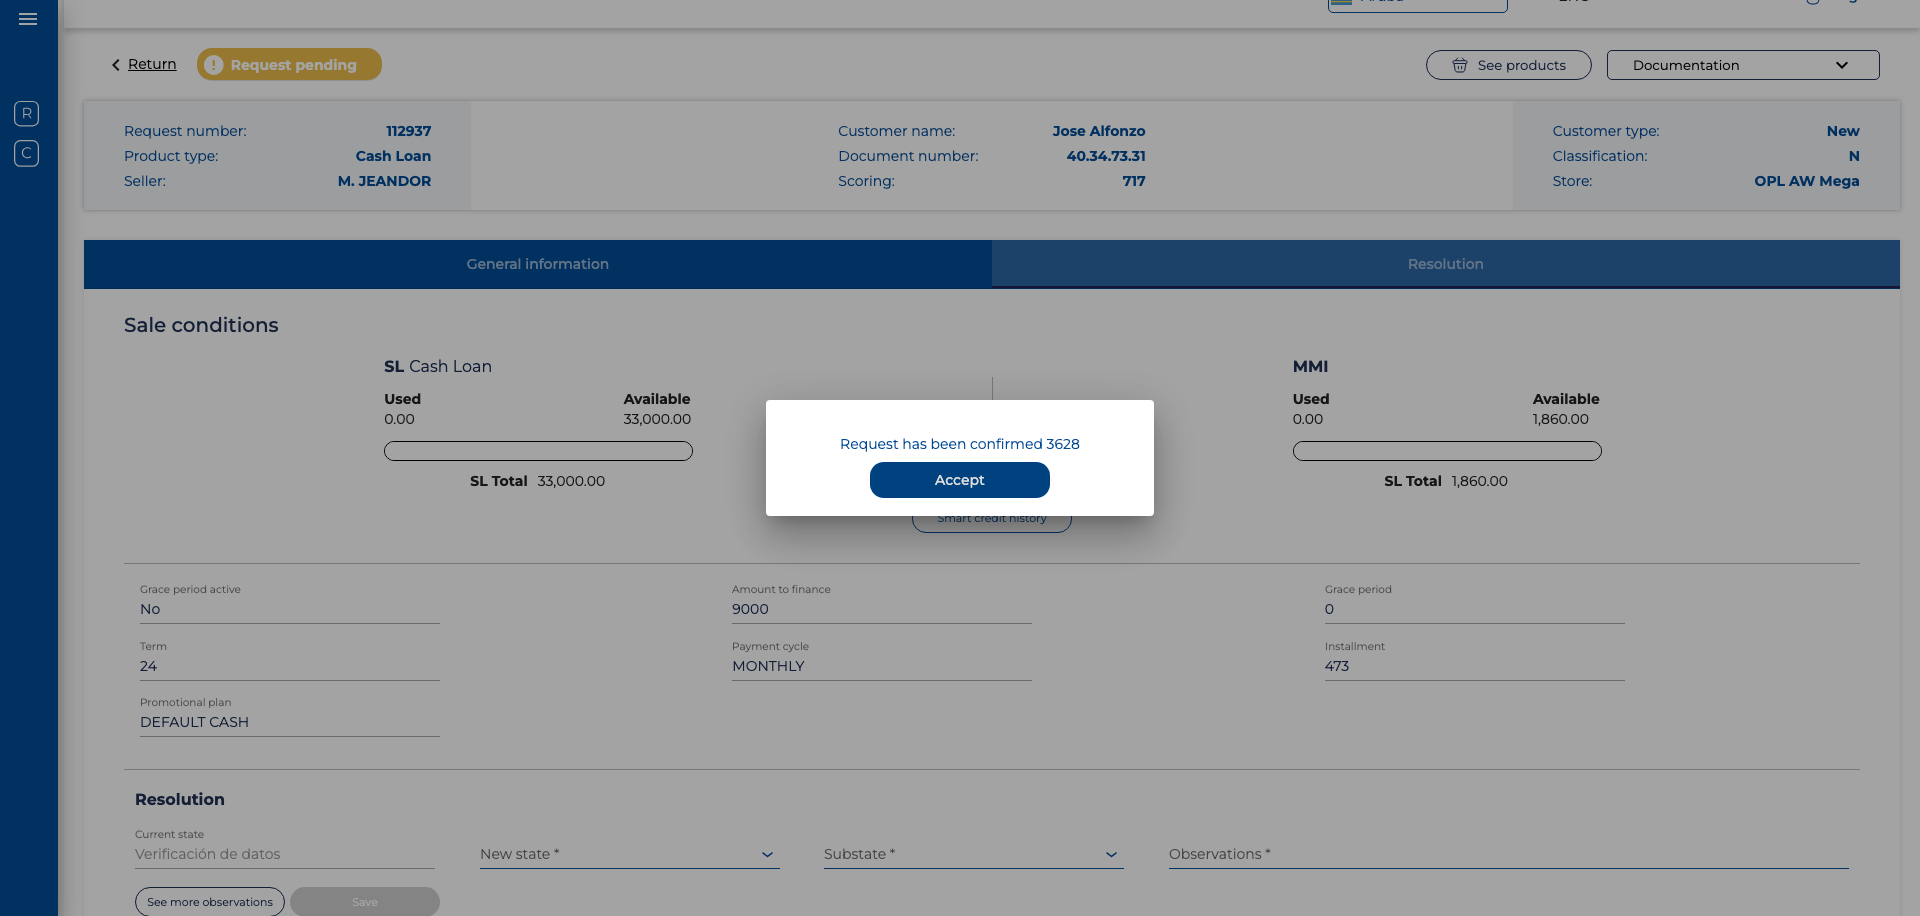 R
C
Return
Request pending
See products
Documentation
Request number: 112937
Product type: Cash Loan
Seller: M. JEANDOR
Customer name: Jose Alfonzo
Document number: 40.34.73.31
Scoring: 717
Customer type: New
Classification: N
Store: OPL AW Mega
General information
Resolution
Sale conditions
SL Cash Loan
Used Available
0.00 33,000.00
SL Total 33,000.00
MMI
Used Available
0.00 1,860.00
SL Total 1,860.00
Request has been confirmed 3628
Accept
Smart credit history
Grace period active
No
Amount to finance
9000
Grace period
0
Term
24
Payment cycle
MONTHLY
Installment
473
Promotional plan
DEFAULT CASH
Resolution
Current state
Verificación de datos
New state *
Substate *
Observations *
See more observations
Save